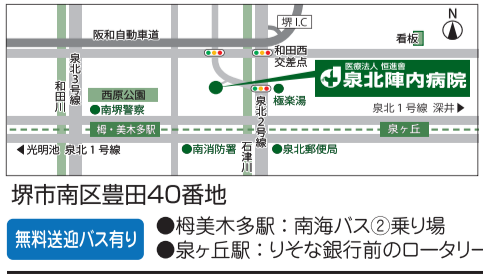 堺I.C
N
阪和自動車道
看板
和田西
交差点
泉北3号線
和田川
医療法人 恒進會
泉北陣内病院
西原公園
●南堺警察
泉北2号線
極楽湯
泉北1号線 深井▶
栂・美木多駅
泉ヶ丘
◀光明池 泉北1号線
●南消防署
石津川
●泉北郵便局
堺市南区豊田40番地
無料送迎バス有り
●栂美木多駅：南海バス②乗り場
●泉ヶ丘駅：りそな銀行前のロータリー